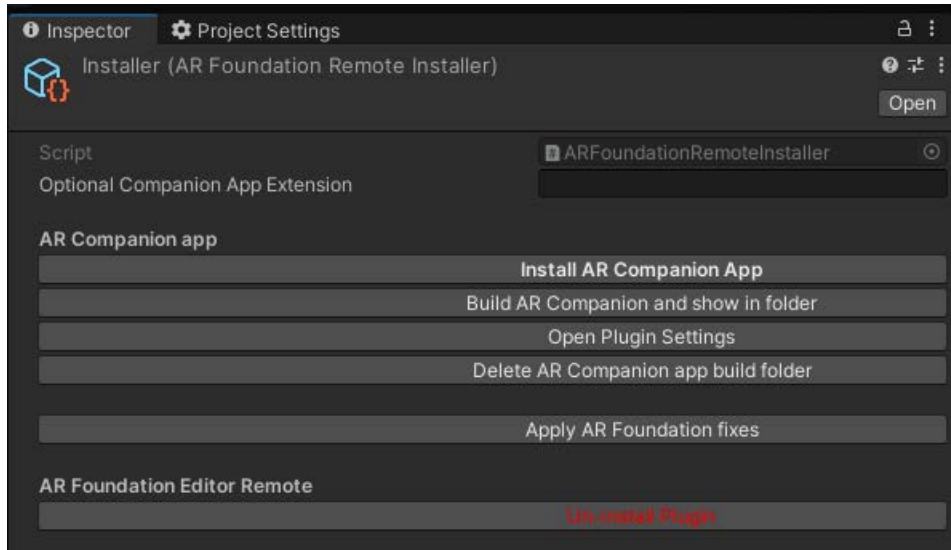 Inspector
Project Settings
Installer (AR Foundation Remote Installer)
Open
Script
ARFoundationRemoteInstaller
Optional Companion App Extension
AR Companion app
Install AR Companion App
Build AR Companion and show in folder
Open Plugin Settings
Delete AR Companion app build folder
Apply AR Foundation fixes
AR Foundation Editor Remote
Un-install Plugin